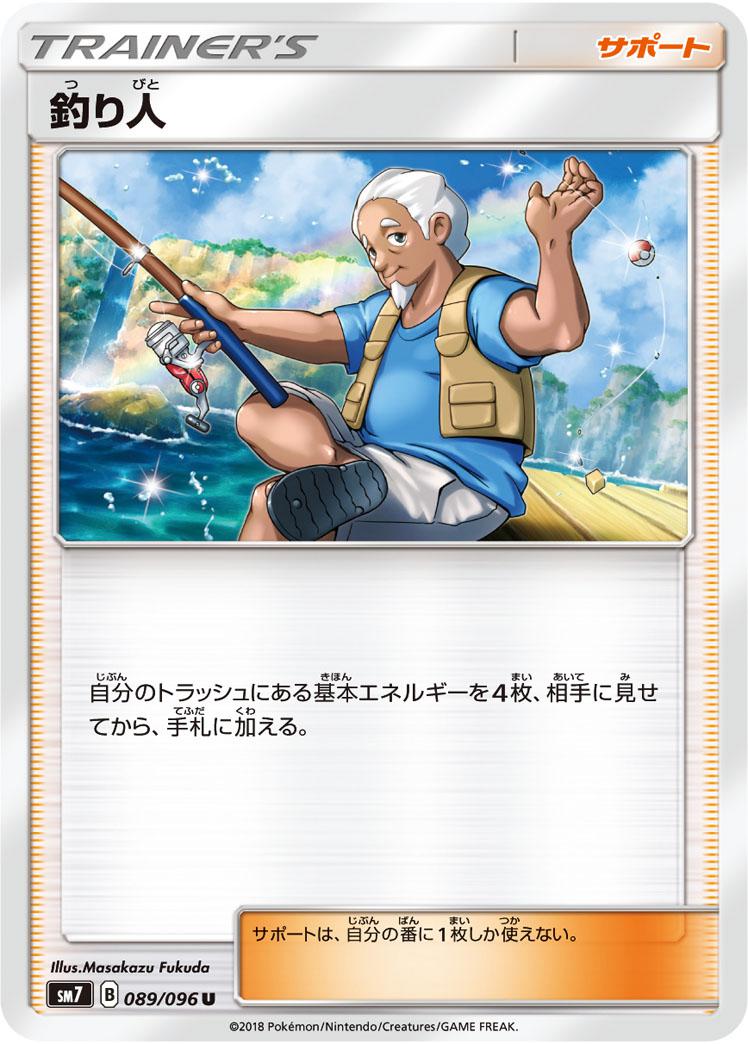 TRAINER'S サポート
つ びと
釣り人
じぶん きほん まい あいて み
自分のトラッシュにある基本エネルギーを4枚、相手に見せ
てふだ くわ
てから、手札に加える。
じぶん ばん まい つか
サポートは、自分の番に1枚しか使えない。
Illus.Masakazu Fukuda
SM7 B 089/096 U
©2018 Pokémon/Nintendo/Creatures/GAME FREAK.